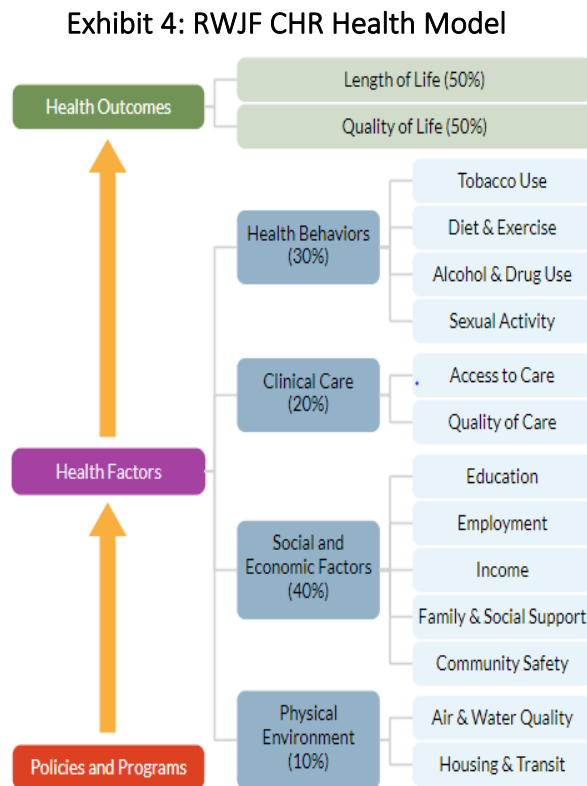 Exhibit 4: RWJF CHR Health Model
Health Outcomes
Length of Life (50%)
Quality of Life (50%)
Health Factors
Health Behaviors
(30%)
Tobacco Use
Diet & Exercise
Alcohol & Drug Use
Sexual Activity
Clinical Care
(20%)
Access to Care
Quality of Care
Social and
Economic Factors
(40%)
Education
Employment
Income
Family & Social Support
Community Safety
Physical
Environment
(10%)
Air & Water Quality
Housing & Transit
Policies and Programs